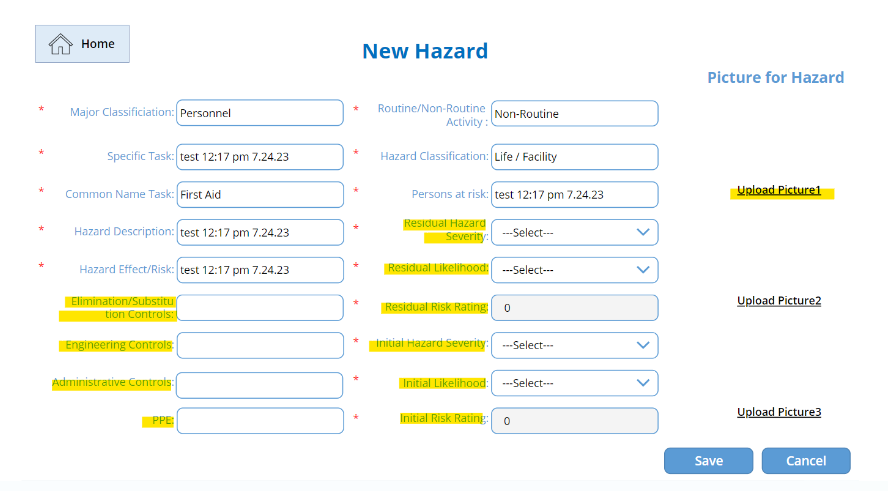 Home
New Hazard
Picture for Hazard
* Major Classificiation: Personnel
* Routine/Non-Routine
Activity : Non-Routine
* Specific Task: test 12:17 pm 7.24.23
* Hazard Classification: Life / Facility
* Common Name Task: First Aid
* Persons at risk: test 12:17 pm 7.24.23
Upload Picture1
* Hazard Description: test 12:17 pm 7.24.23
* Residual Hazard
Severity: ---Select---
* Hazard Effect/Risk: test 12:17 pm 7.24.23
* Residual Likelihood: ---Select---
Elimination/Substitu
tion Controls:
* Residual Risk Rating: 0
Upload Picture2
Engineering Controls:
* Initial Hazard Severity: ---Select---
Administrative Controls:
* Initial Likelihood: ---Select---
PPE:
* Initial Risk Rating: 0
Upload Picture3
Save
Cancel